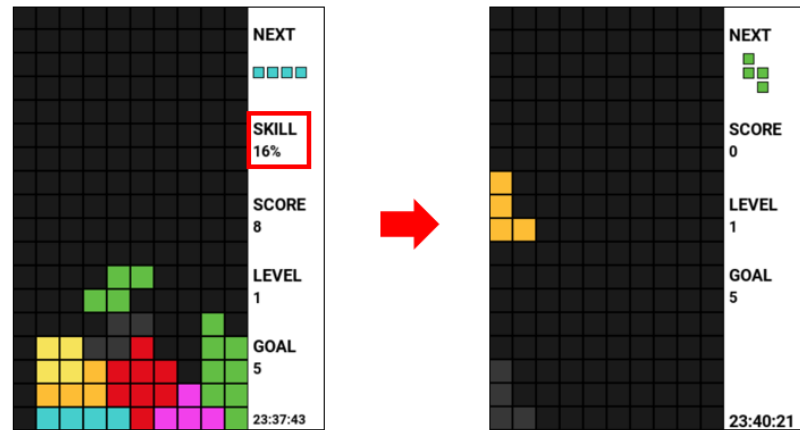 NEXT
SKILL
16%
SCORE
8
LEVEL
1
GOAL
5
23:37:43
NEXT
SCORE
0
LEVEL
1
GOAL
5
23:40:21